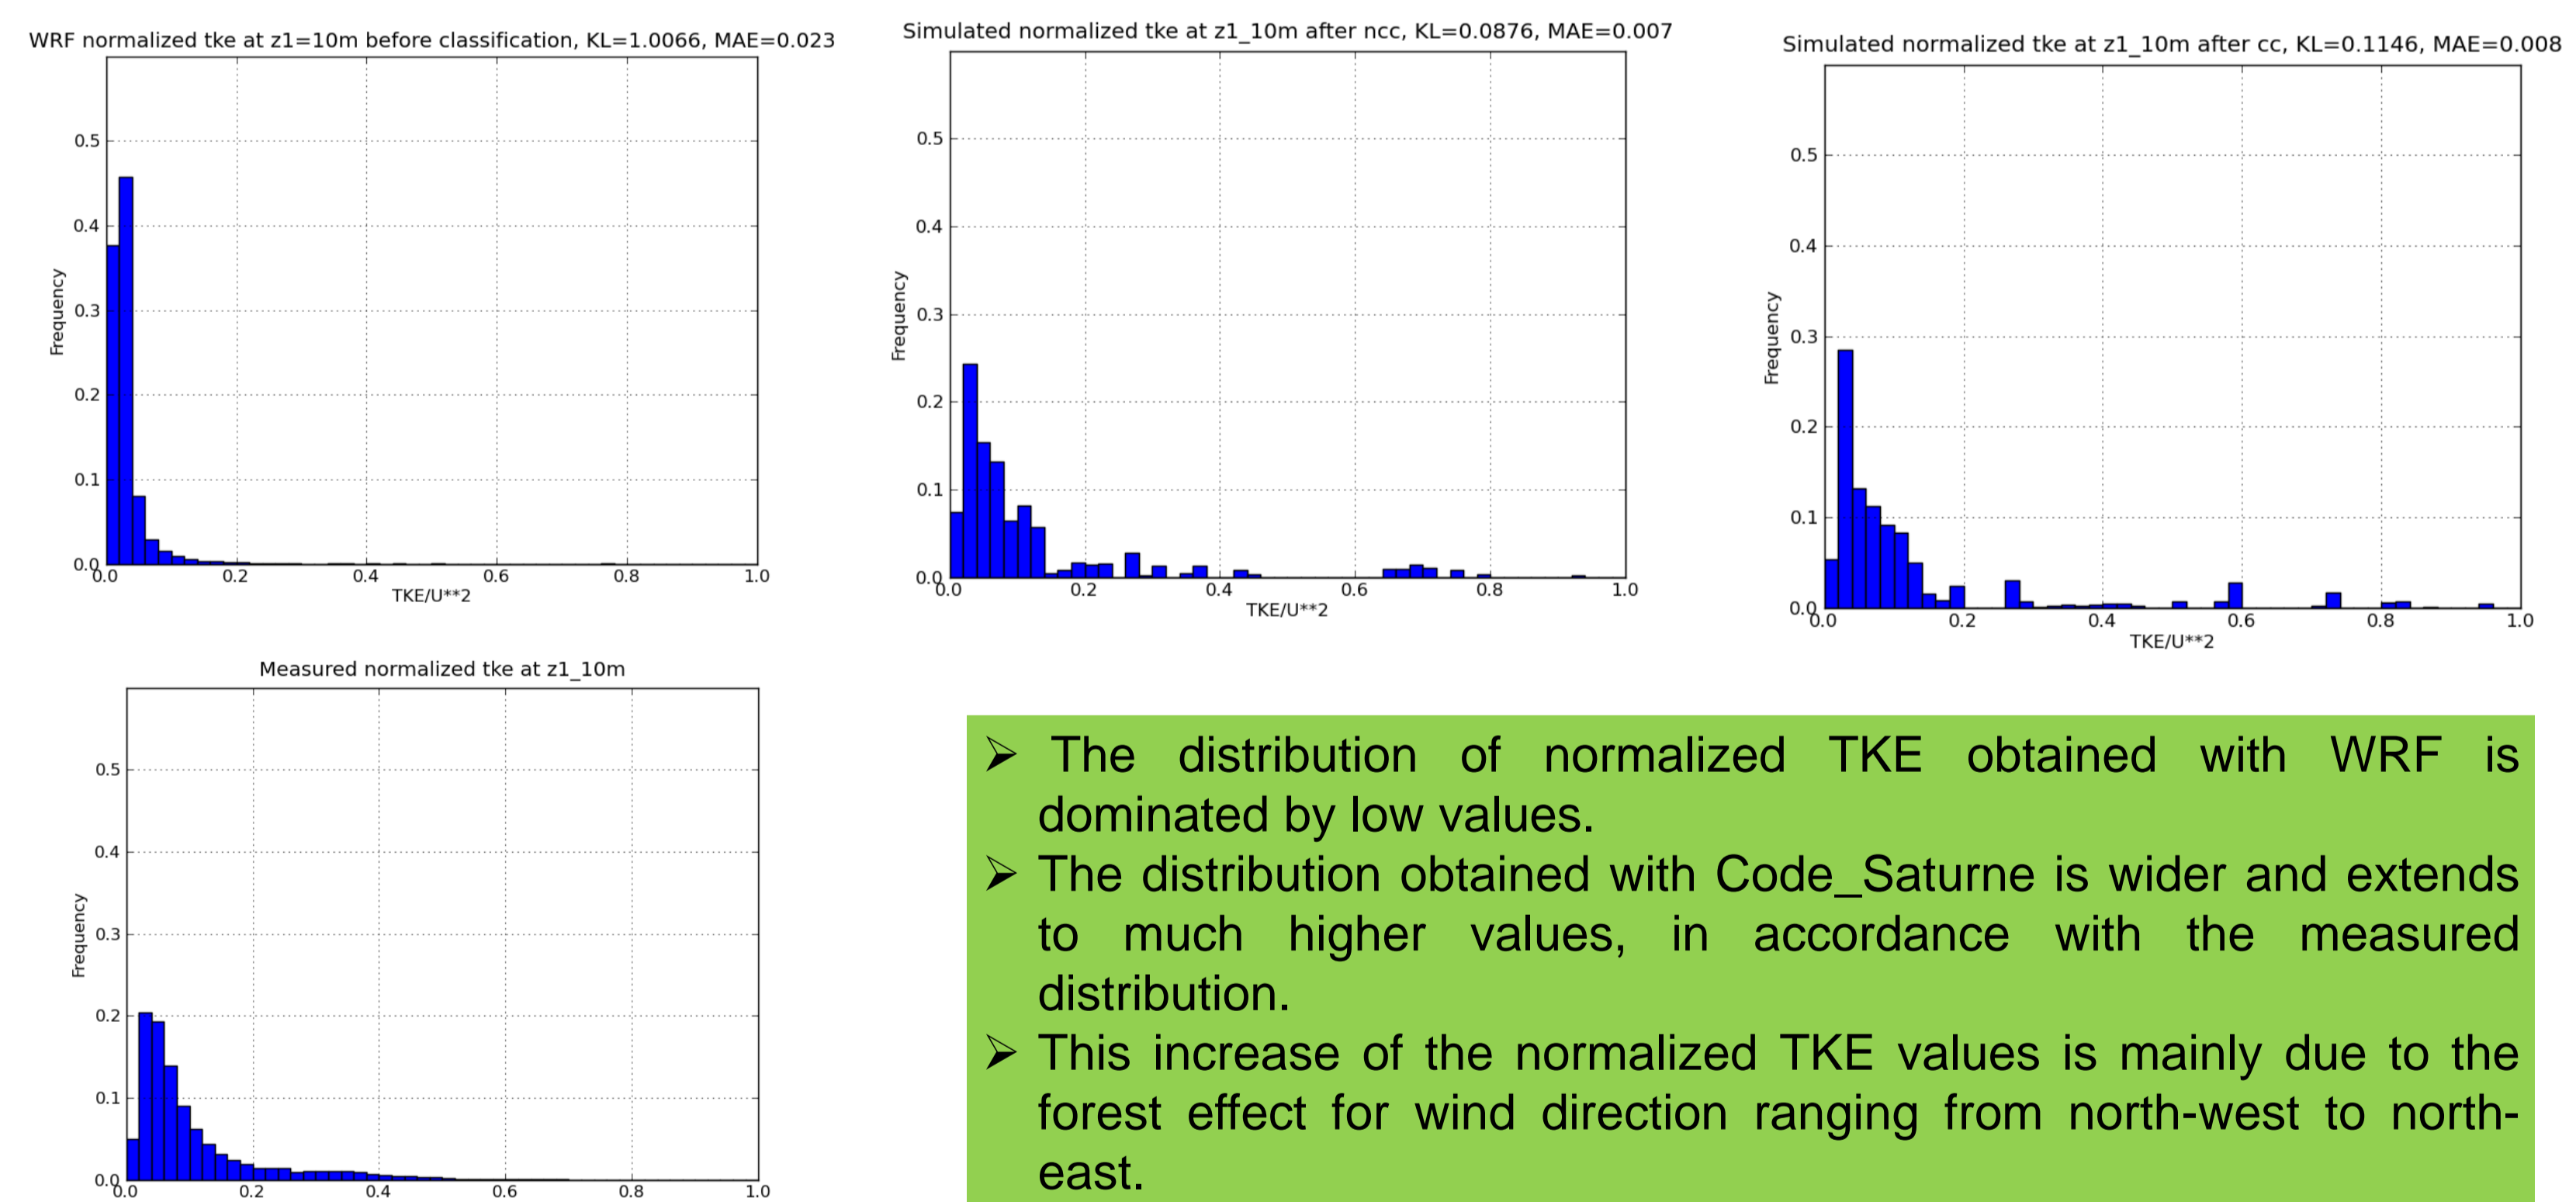 WRF normalized tke at z1=10m before classification, KL=1.0066, MAE=0.023
0.5
0.4
0.3
0.2
0.1
0.0
Frequency
0.0 0.2 0.4 0.6 0.8 1.0
TKE/U**2
Simulated normalized tke at z1_10m after ncc, KL=0.0876, MAE=0.007
0.5
0.4
0.3
0.2
0.1
0.0
Frequency
0.0 0.2 0.4 0.6 0.8 1.0
TKE/U**2
Simulated normalized tke at z1_10m after cc, KL=0.1146, MAE=0.008
0.5
0.4
0.3
0.2
0.1
0.0
Frequency
0.0 0.2 0.4 0.6 0.8 1.0
TKE/U**2
Measured normalized tke at z1_10m
0.5
0.4
0.3
0.2
0.1
0.0
Frequency
0.0 0.2 0.4 0.6 0.8 1.0
➢ The distribution of normalized TKE obtained with WRF is
dominated by low values.
➢ The distribution obtained with Code_Saturne is wider and extends
to much higher values, in accordance with the measured
distribution.
➢ This increase of the normalized TKE values is mainly due to the
forest effect for wind direction ranging from north-west to north-
east.